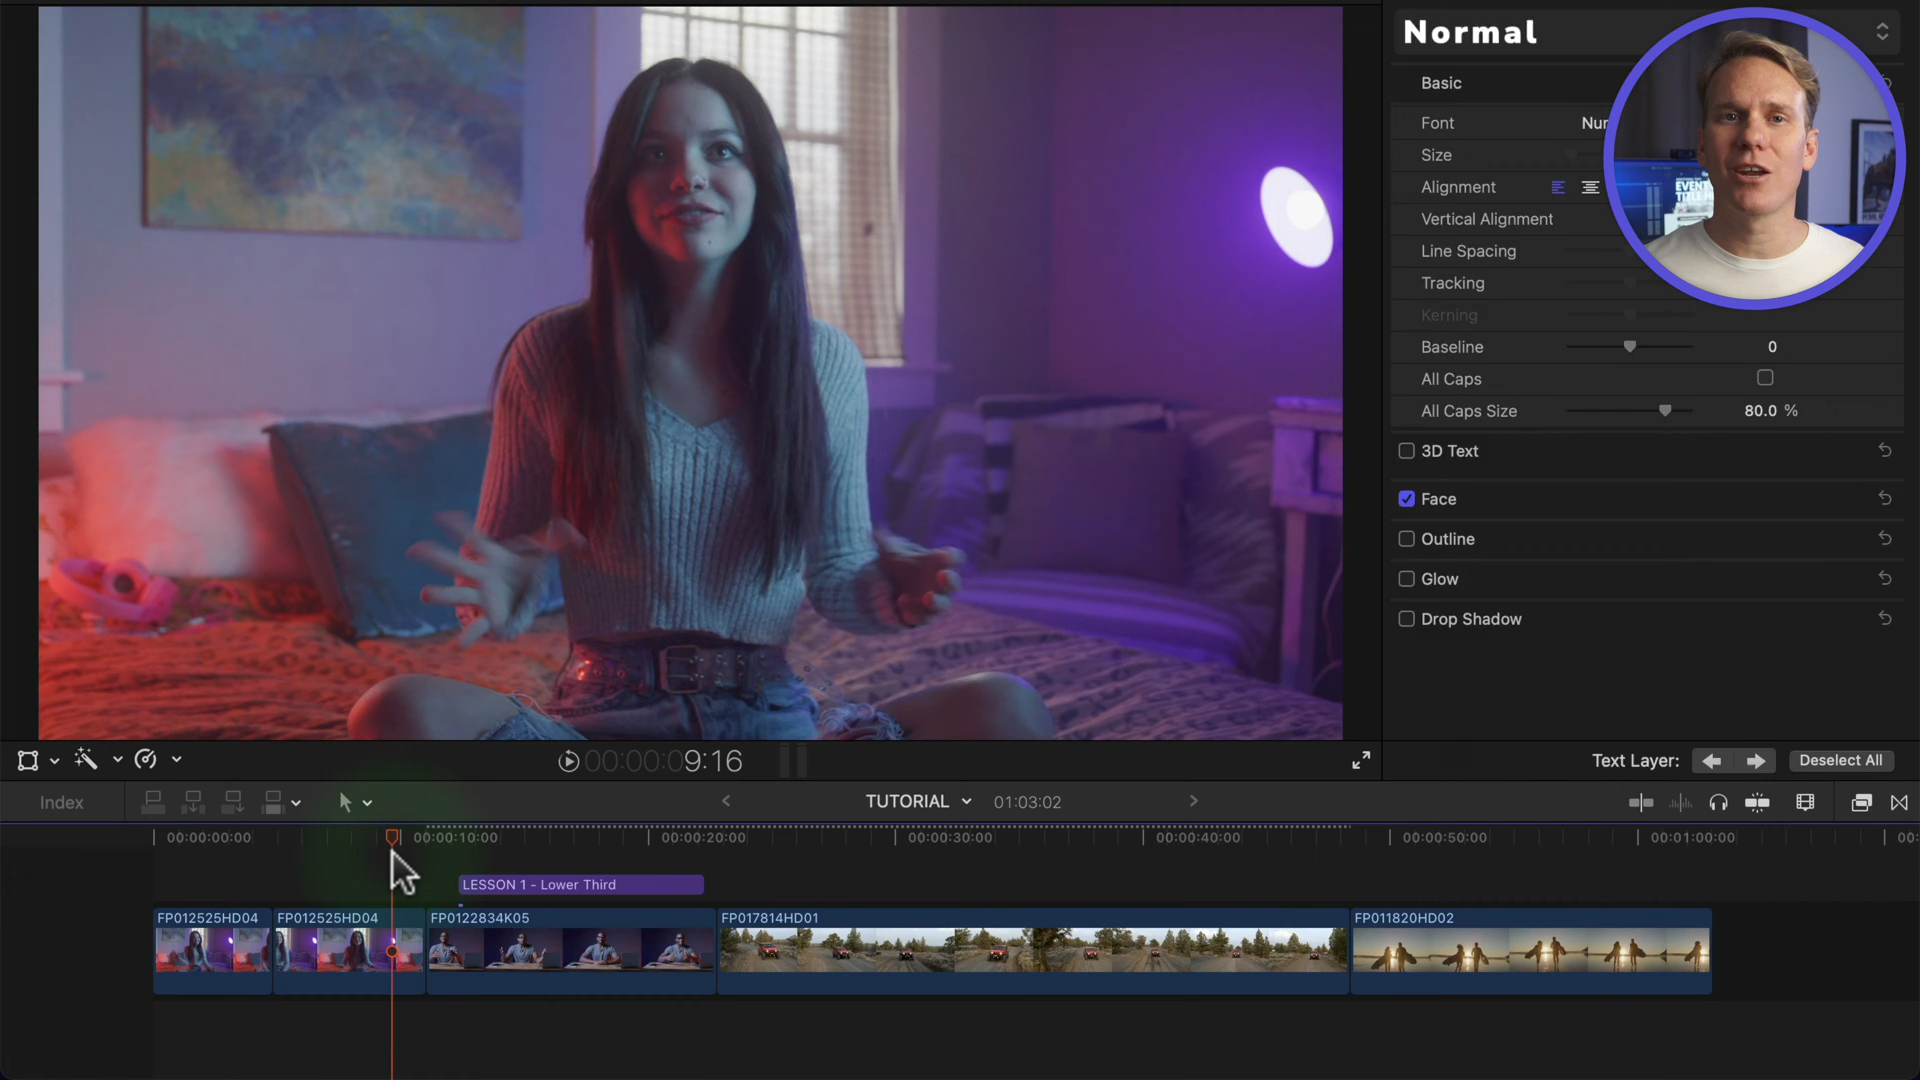 Normal
Basic
Font Nun
Size
Alignment
Vertical Alignment
Line Spacing
Tracking
Kerning
Baseline 0
All Caps
All Caps Size 80.0 %
3D Text
Face
Outline
Glow
Drop Shadow
EVENT
TITLE H
00:00:09:16
Text Layer: Deselect All
Index
TUTORIAL 01:03:02
00:00:00:00 00:00:10:00 00:00:20:00 00:00:30:00 00:00:40:00 00:00:50:00 00:01:00:00 00:
LESSON 1 - Lower Third
FP012525HD04 FP012525HD04 FP0122834K05 FP017814HD01 FP011820HD02